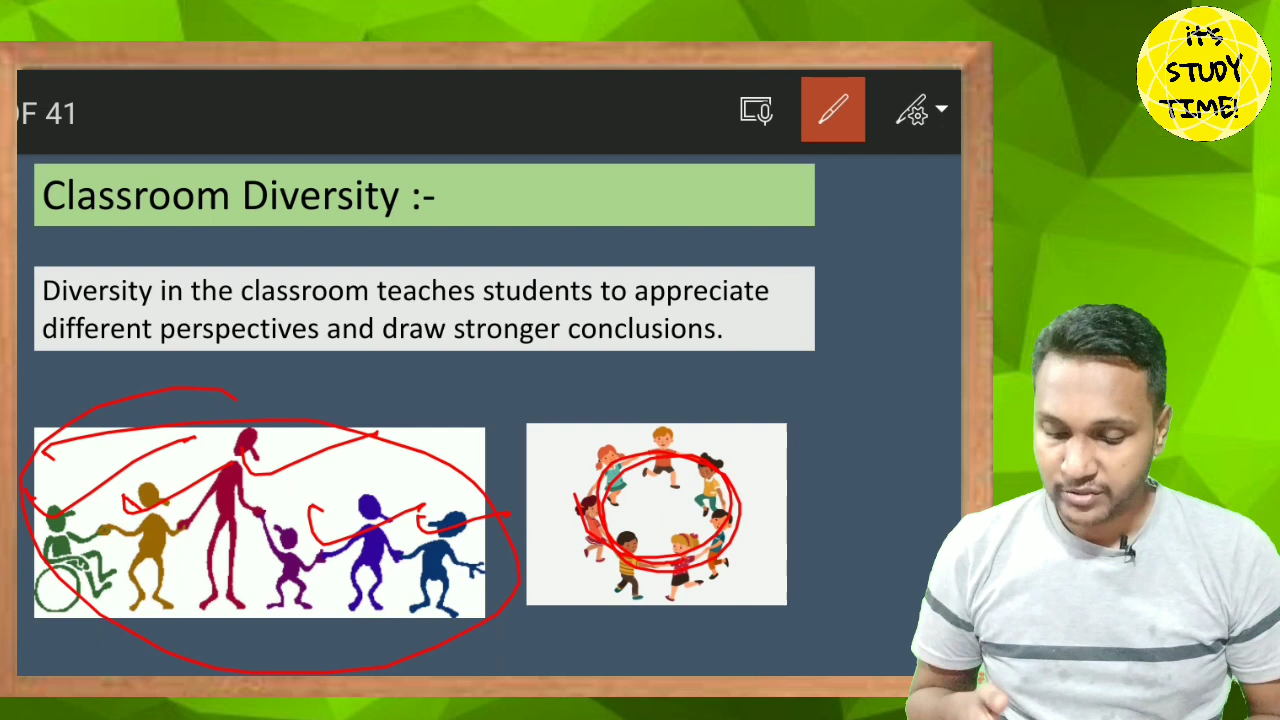 OF 41
Classroom Diversity :-
Diversity in the classroom teaches students to appreciate
different perspectives and draw stronger conclusions.
iT's
STUDY
TIME!